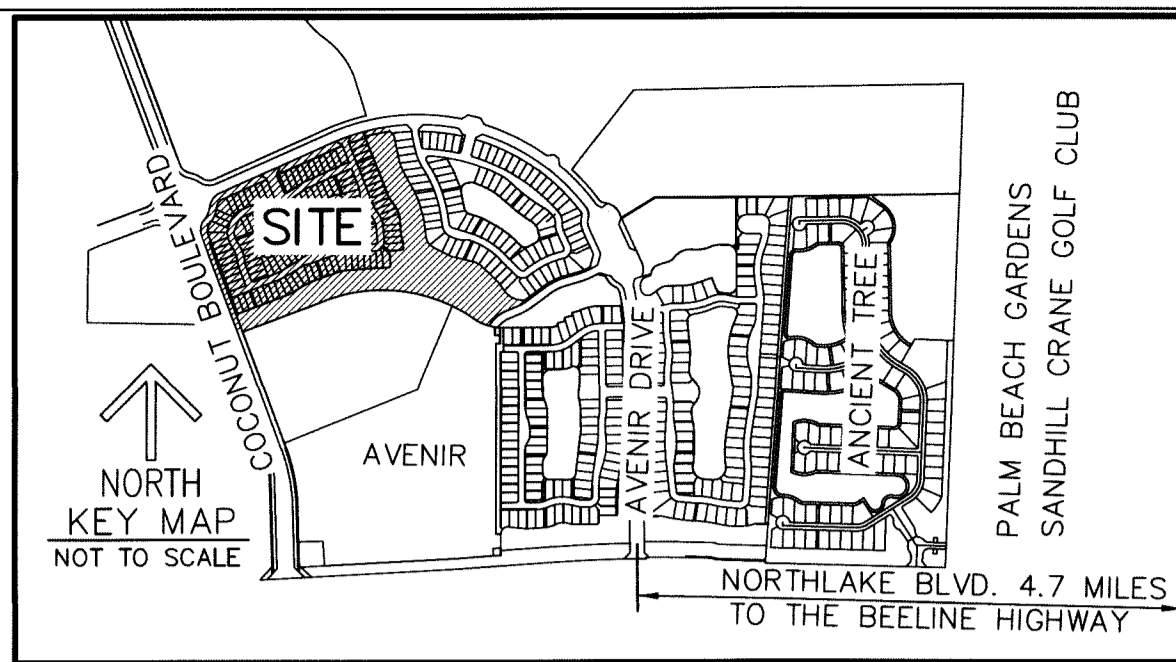 COCONUT BOULEVARD
SITE
NORTH
KEY MAP
NOT TO SCALE
AVENIR
AVENIR DRIVE
ANCIENT TREE
PALM BEACH GARDENS
SANDHILL CRANE GOLF CLUB
NORTHLAKE BLVD. 4.7 MILES
TO THE BEELINE HIGHWAY